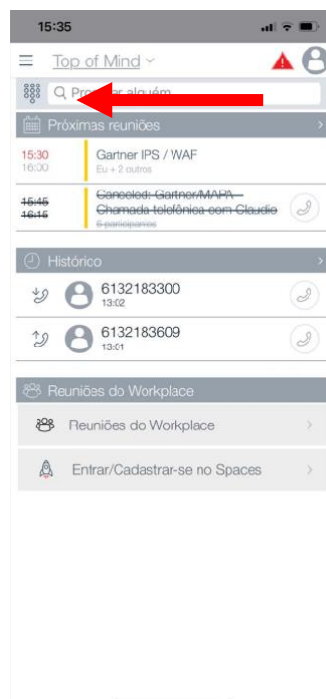 15:35
Top of Mind
alguém
Próximas reuniões
15:30
16:00
Gartner IPS / WAF
Eu + 2 outros
15:45
16:15
Canceled: Gartner/MAPA -
Chamada telefônica com Claudio
6 participantes
Histórico
6132183300
13:02
6132183609
13:01
Reuniões do Workplace
Reuniões do Workplace
Entrar/Cadastrar-se no Spaces